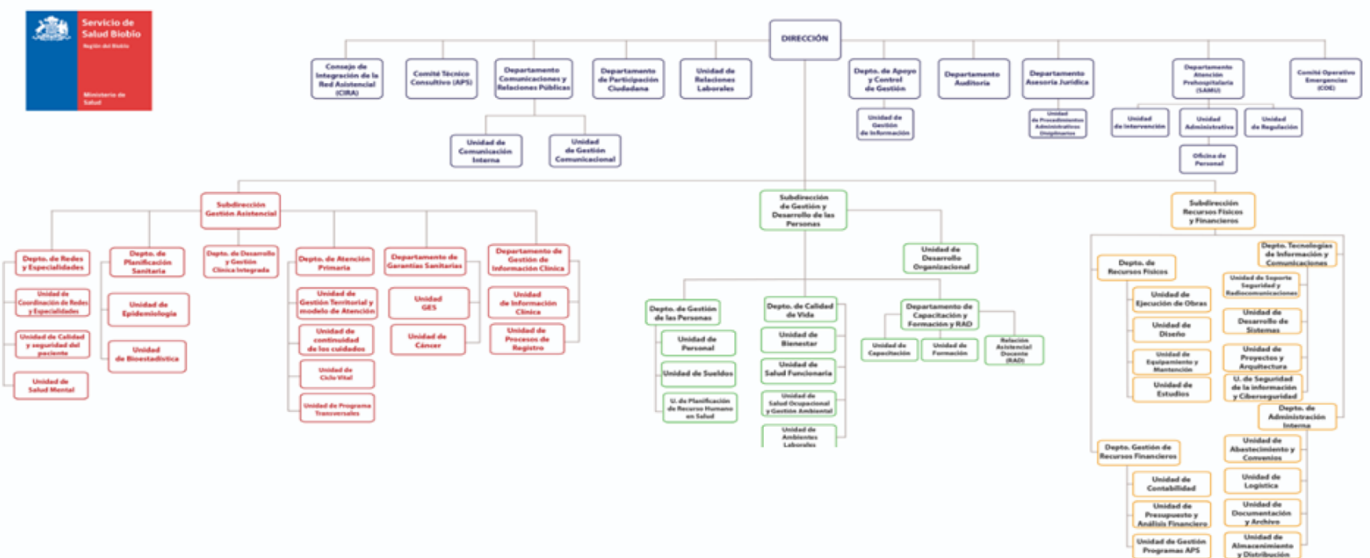 Servicio de
Salud Biobío
Región del Biobío
Ministerio de
Salud
DIRECCIÓN
Consejo de
Integración de la
Red Asistencial
(CIRA)
Comité Técnico
Consultivo (APS)
Departamento
Comunicaciones y
Relaciones Públicas
Departamento
de Participación
Ciudadana
Unidad de
Relaciones
Laborales
Depto. de Apoyo
y Control
de Gestión
Departamento
Auditoría
Departamento
Asesoría Jurídica
Departamento
Atención
Prehospitalaria
(SAMU)
Comité Operativo
Emergencias
(COE)
Unidad de
Comunicación
Interna
Unidad
de Gestión
Comunicacional
Unidad de
Gestión
de Información
Unidad
de Procedimientos
Administrativos
Disiplinarios
Unidad
de Intervención
Unidad
Administrativa
Unidad
de Regulación
Oficina de
Personal
Subdirección
Gestión Asistencial
Depto. de Redes
y Especialidades
Unidad de
Coordinación de Redes
y Especialidades
Unidad de Calidad
y seguridad del
paciente
Unidad de
Salud Mental
Depto. de
Planificación
Sanitaria
Unidad de
Epidemiología
Unidad
de Bioestadística
Depto. de Desarrollo
y Gestión
Clínica Integrada
Depto. de Atención
Primaria
Unidad de
Gestión Territorial y
modelo de Atención
Unidad de
continuidad
de los cuidados
Unidad de
Ciclo Vital
Unidad de Programa
Transversales
Departamento de
Garantías Sanitarias
Unidad
GES
Unidad de
Cáncer
Departamento de
Gestión de
Información Clínica
Unidad
de Información
Clínica
Unidad de
Procesos de
Registro
Subdirección
de Gestión y
Desarrollo de las
Personas
Unidad de
Desarrollo
Organizacional
Depto. de Gestión
de las Personas
Unidad de
Personal
Unidad de Sueldos
U. de Planificación
de Recurso Humano
en Salud
Depto. de Calidad
de Vida
Unidad de
Bienestar
Unidad de
Salud Funcionaria
Unidad de
Salud Ocupacional
y Gestión Ambiental
Unidad de
Ambientes
Laborales
Departamento de
Capacitación y
Formación y RAD
Unidad de
Capacitación
Unidad de
Formación
Relación
Asistencial
Docente
(RAD)
Subdirección
Recursos Físicos
y Financieros
Depto. de
Recursos Físicos
Unidad de
Ejecución de Obras
Unidad de
Diseño
Unidad de
Equipamiento y
Mantención
Unidad de
Estudios
Depto. Gestión de
Recursos Financieros
Unidad de
Contabilidad
Unidad de
Presupuesto y
Análisis Financiero
Unidad de Gestión
Programas APS
Depto. Tecnologías
de Información y
Comunicaciones
Unidad de Soporte
Seguridad y
Radiocomunicaciones
Unidad de
Desarrollo de
Sistemas
Unidad de
Proyectos y
Arquitectura
U. de Seguridad
de la información
y Ciberseguridad
Depto. de
Administración
Interna
Unidad de
Abastecimiento y
Convenios
Unidad de
Logística
Unidad de
Documentación
y Archivo
Unidad de
Almacenamiento
y Distribución